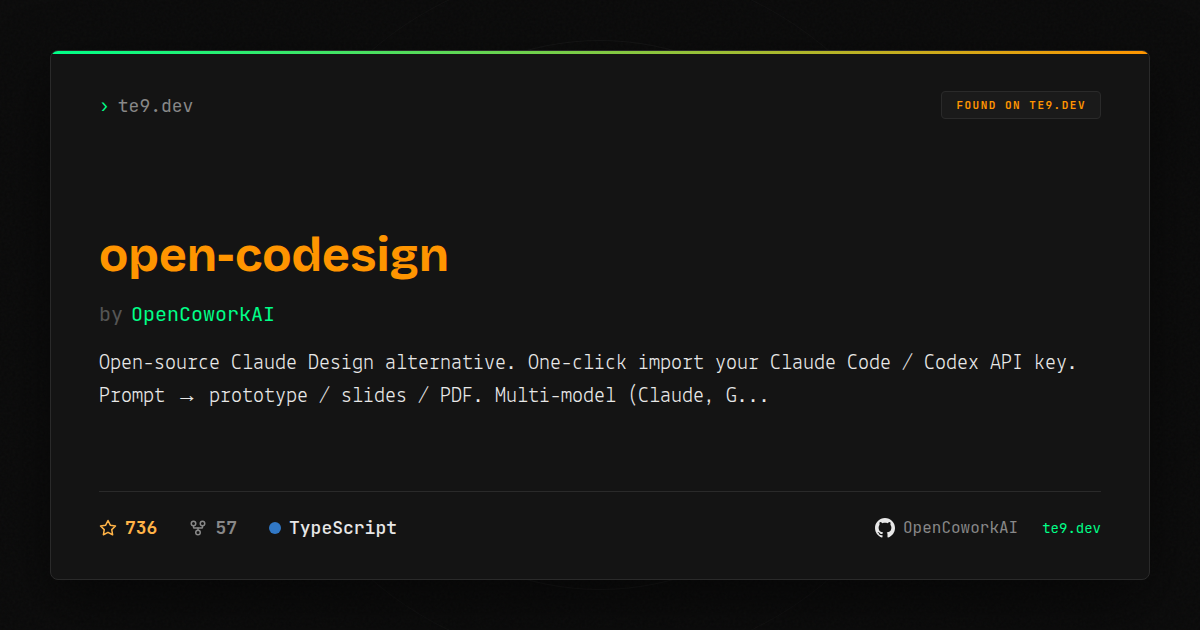 › te9.dev
FOUND ON TE9.DEV
open-codesign
by OpenCoworkAI
Open-source Claude Design alternative. One-click import your Claude Code / Codex API key.
Prompt → prototype / slides / PDF. Multi-model (Claude, G...
736 57 TypeScript
OpenCoworkAI te9.dev